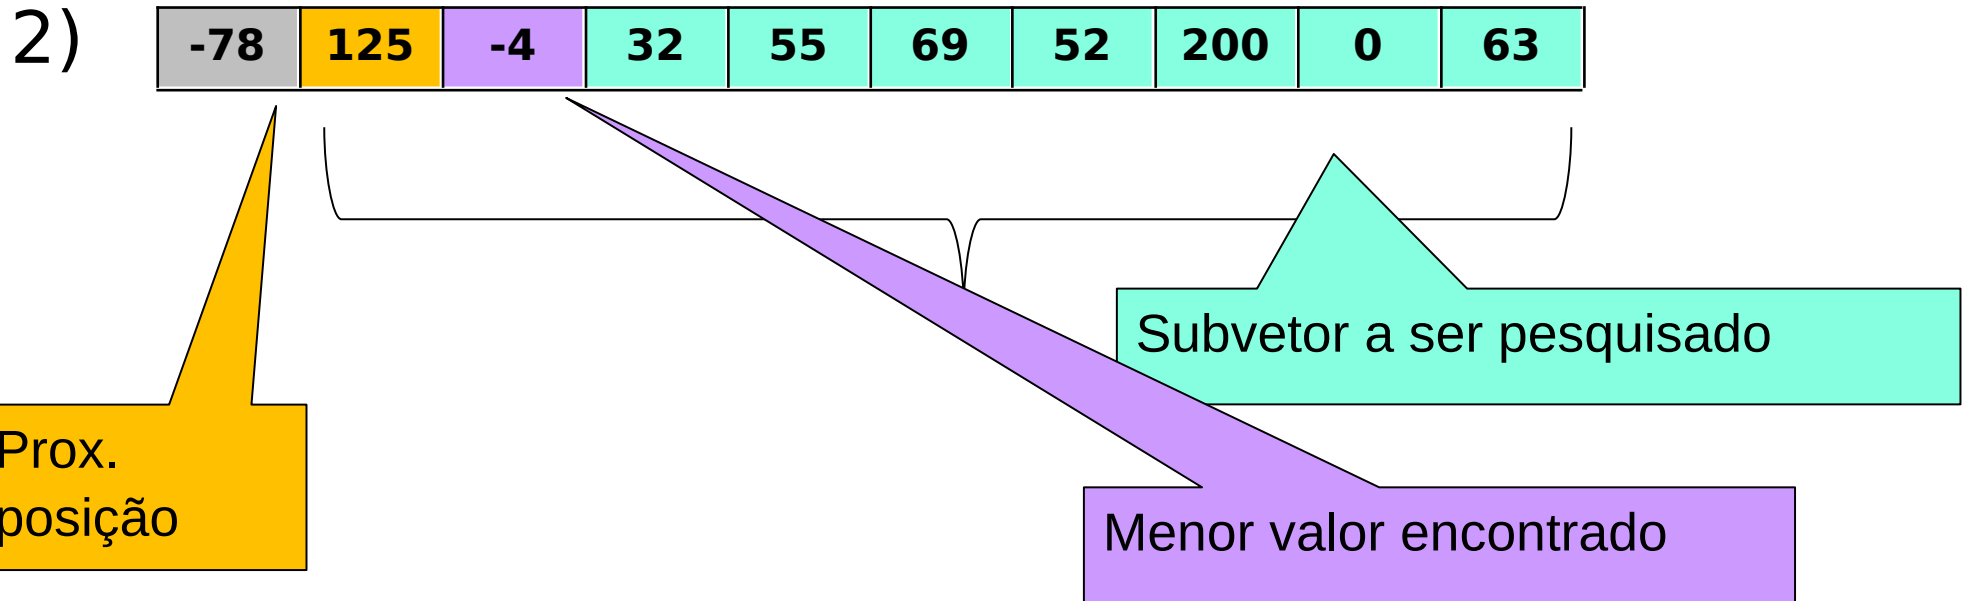 2) -78 125 -4 32 55 69 52 200 0 63
Subvetor a ser pesquisado
Prox.
posição
Menor valor encontrado